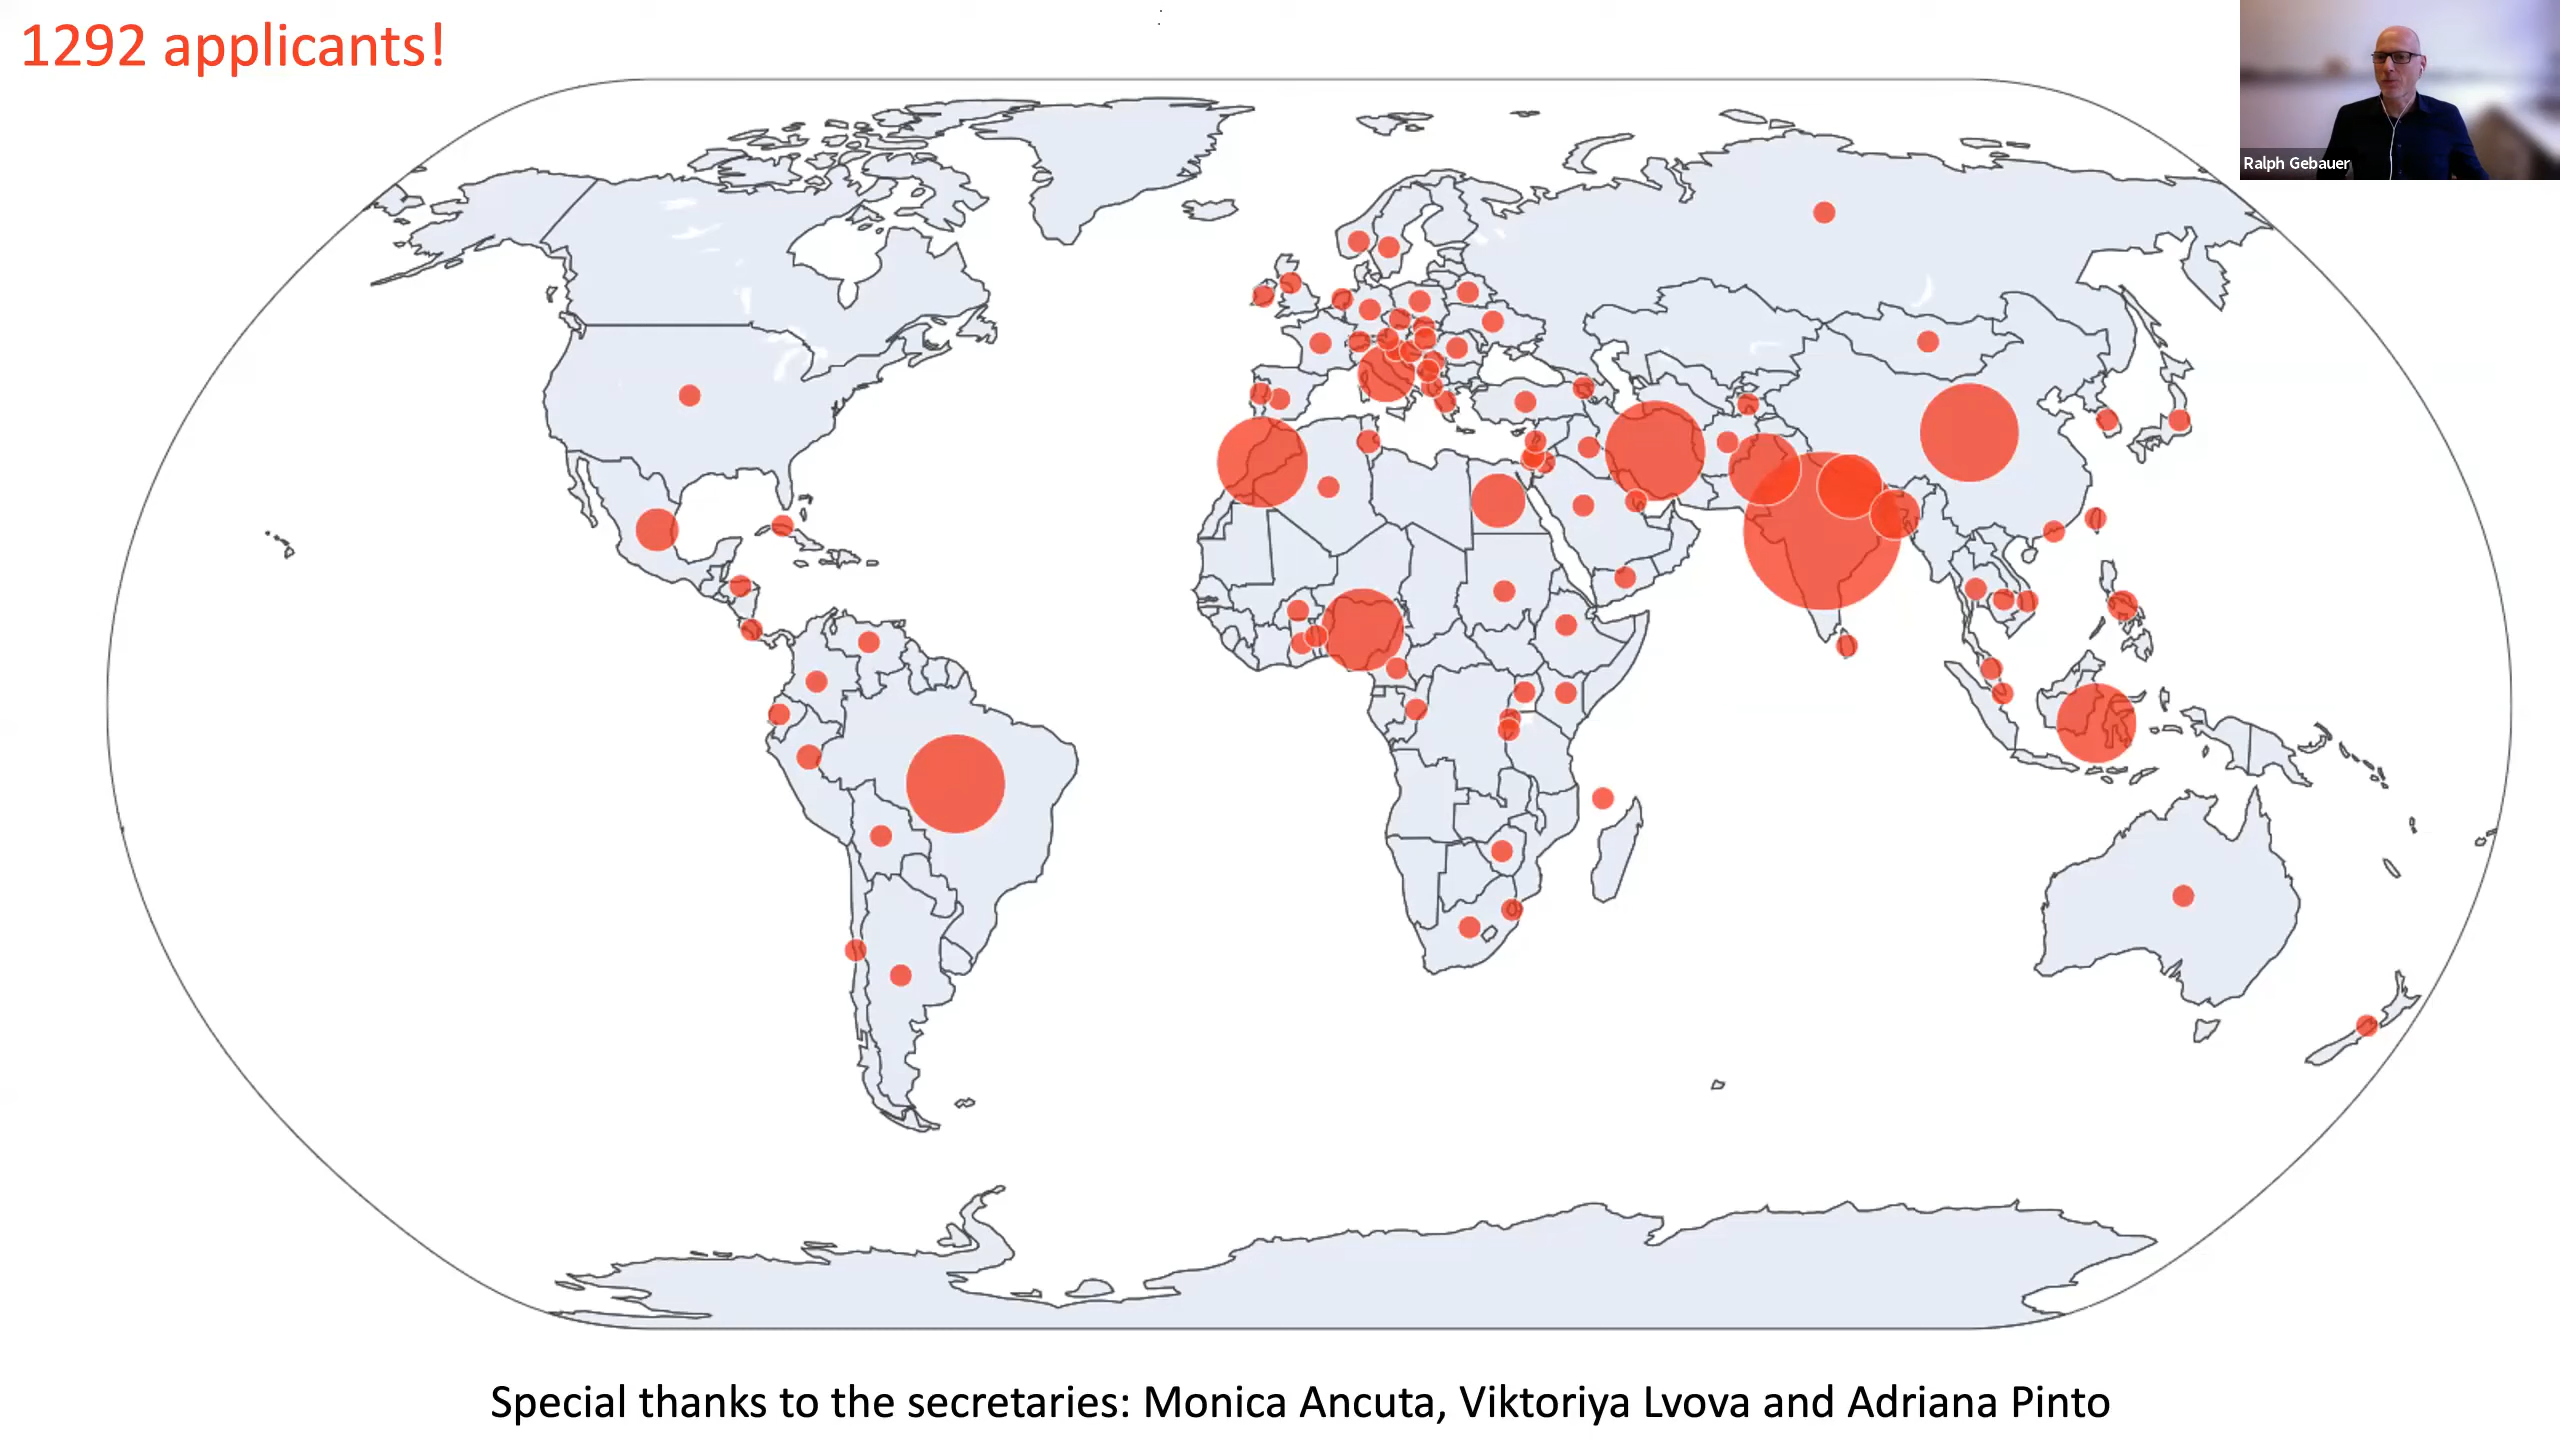 1292 applicants!
Ralph Gebauer
Special thanks to the secretaries: Monica Ancuta, Viktoriya Lvova and Adriana Pinto